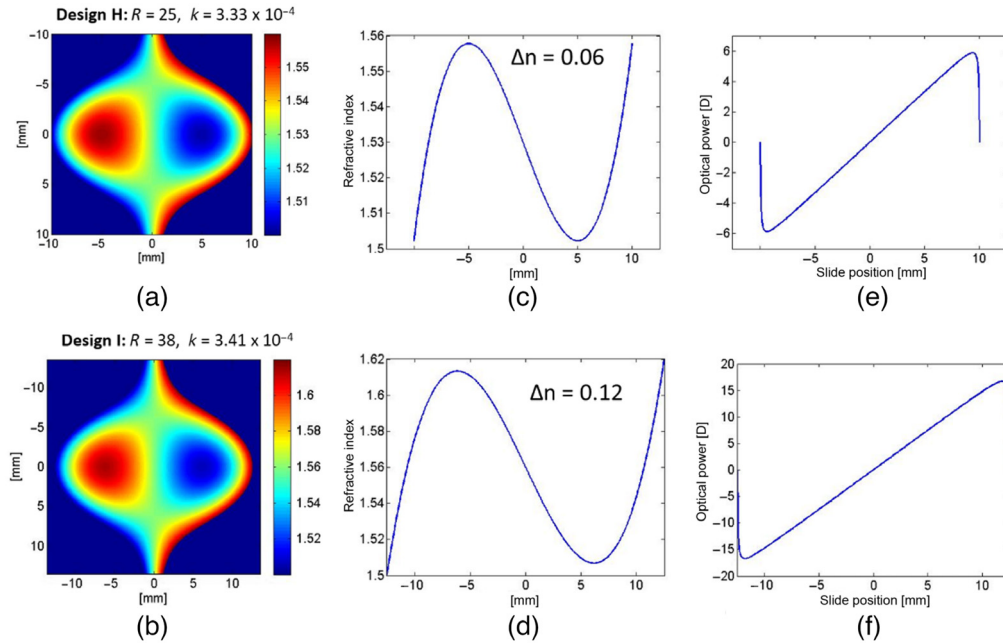 Design H: R = 25, k = 3.33 x 10⁻⁴
−10
−5
0
5
10
[mm]
−10 −5 0 5 10
[mm]
1.55
1.54
1.53
1.52
1.51
(a)
Refractive index
1.56
1.55
1.54
1.53
1.52
1.51
1.5
Δn = 0.06
−5 0 5 10
[mm]
(c)
Optical power [D]
6
4
2
0
−2
−4
−6
−5 0 5 10
Slide position [mm]
(e)
Design I: R = 38, k = 3.41 x 10⁻⁴
−10
−5
0
5
10
[mm]
−10 −5 0 5 10
[mm]
1.6
1.58
1.56
1.54
1.52
(b)
Refractive index
1.62
1.6
1.58
1.56
1.54
1.52
1.5
Δn = 0.12
−10 −5 0 5 10
[mm]
(d)
Optical power [D]
20
15
10
5
0
−5
−10
−15
−20
−10 −5 0 5 10
Slide position [mm]
(f)